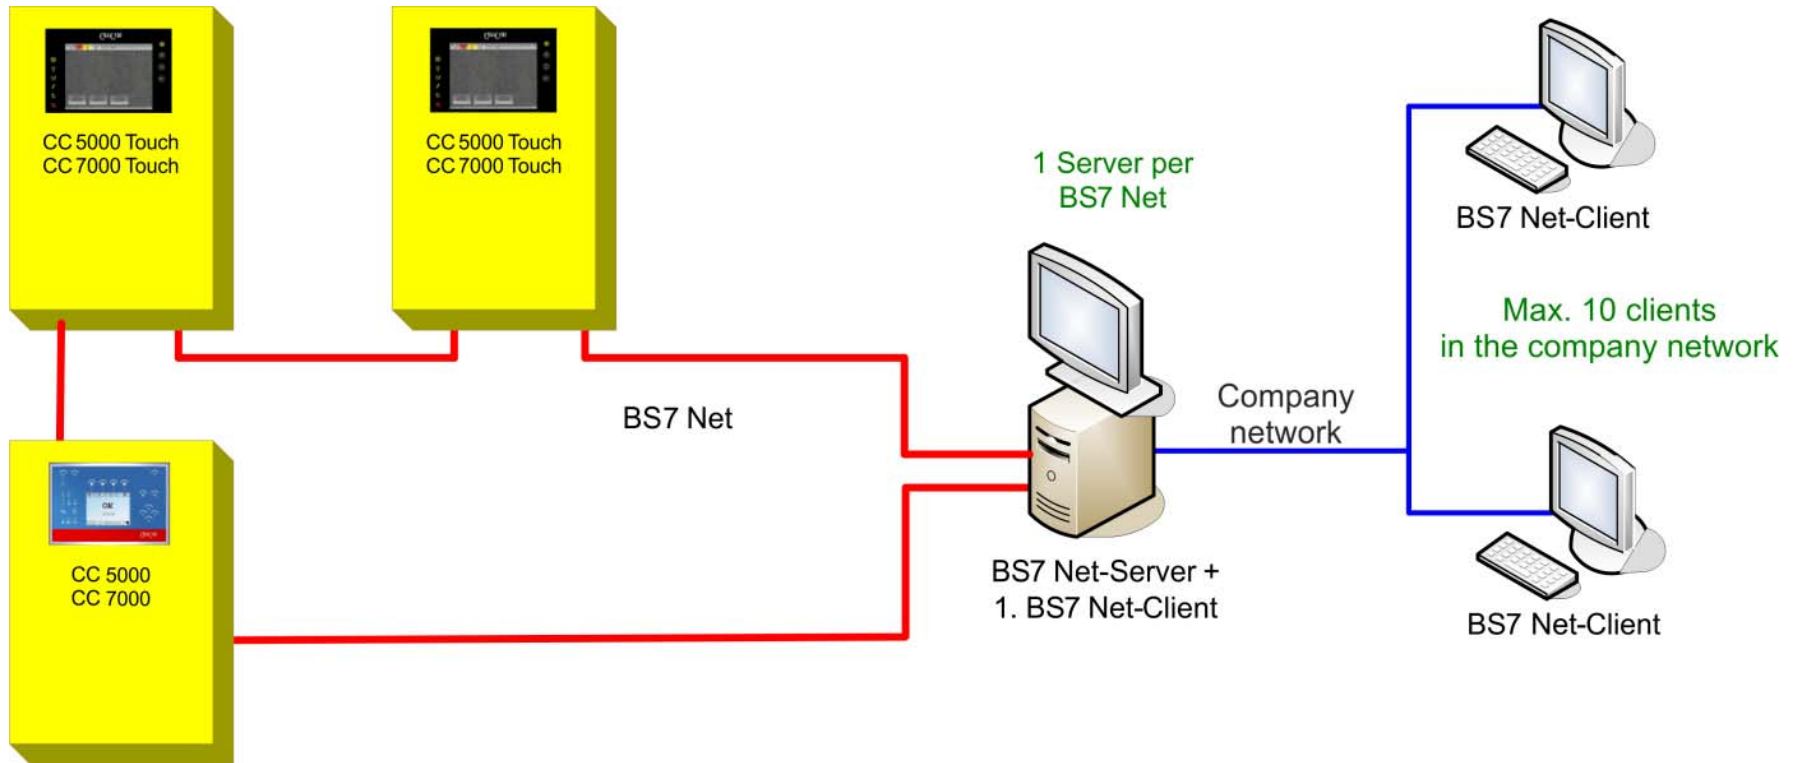 CC 5000 Touch
CC 7000 Touch
CC 5000 Touch
CC 7000 Touch
1 Server per
BS7 Net
BS7 Net-Client
Max. 10 clients
in the company network
BS7 Net
Company
network
OK
CC 5000
CC 7000
BS7 Net-Server +
1. BS7 Net-Client
BS7 Net-Client